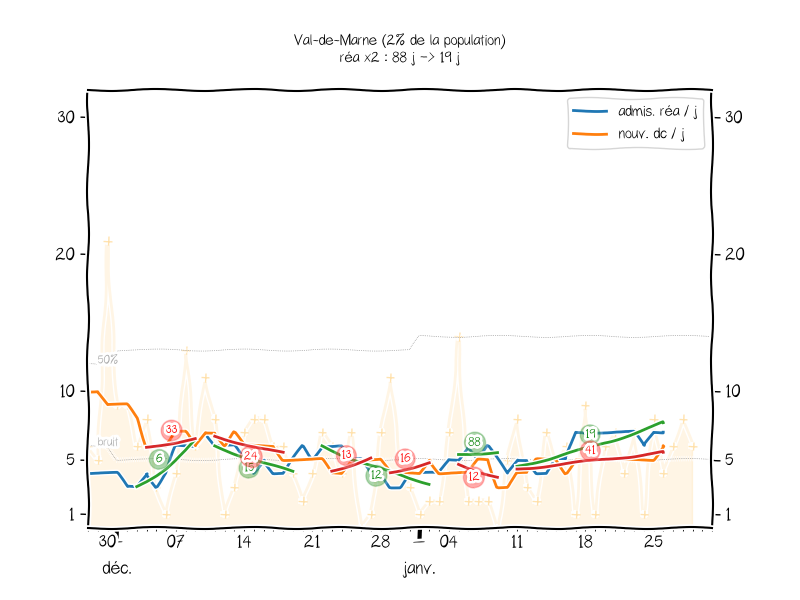 Val-de-Marne (2% de la population)
réa x2 : 88 j -> 19 j
admis. réa / j
nouv. dc / j
30 30
20 20
10 10
5 5
1 1
50%
bruit
33
6
24
13
12
16
88
12
19
41
30 07 14 21 28 04 11 18 25
déc. janv.